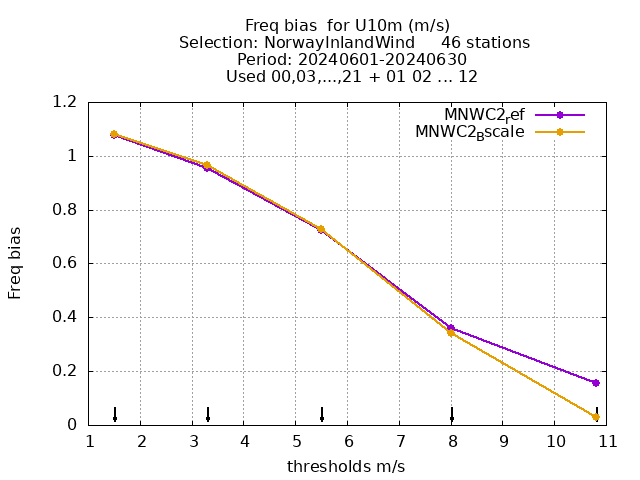 Freq bias  for U10m (m/s)
Selection: NorwayInlandWind     46 stations
Period: 20240601-20240630
Used 00,03,...,21 + 01 02 ... 12
MNWC2ref
MNWC2Bscale
1.2
1
0.8
0.6
0.4
0.2
0
Freq bias
1 2 3 4 5 6 7 8 9 10 11
thresholds m/s